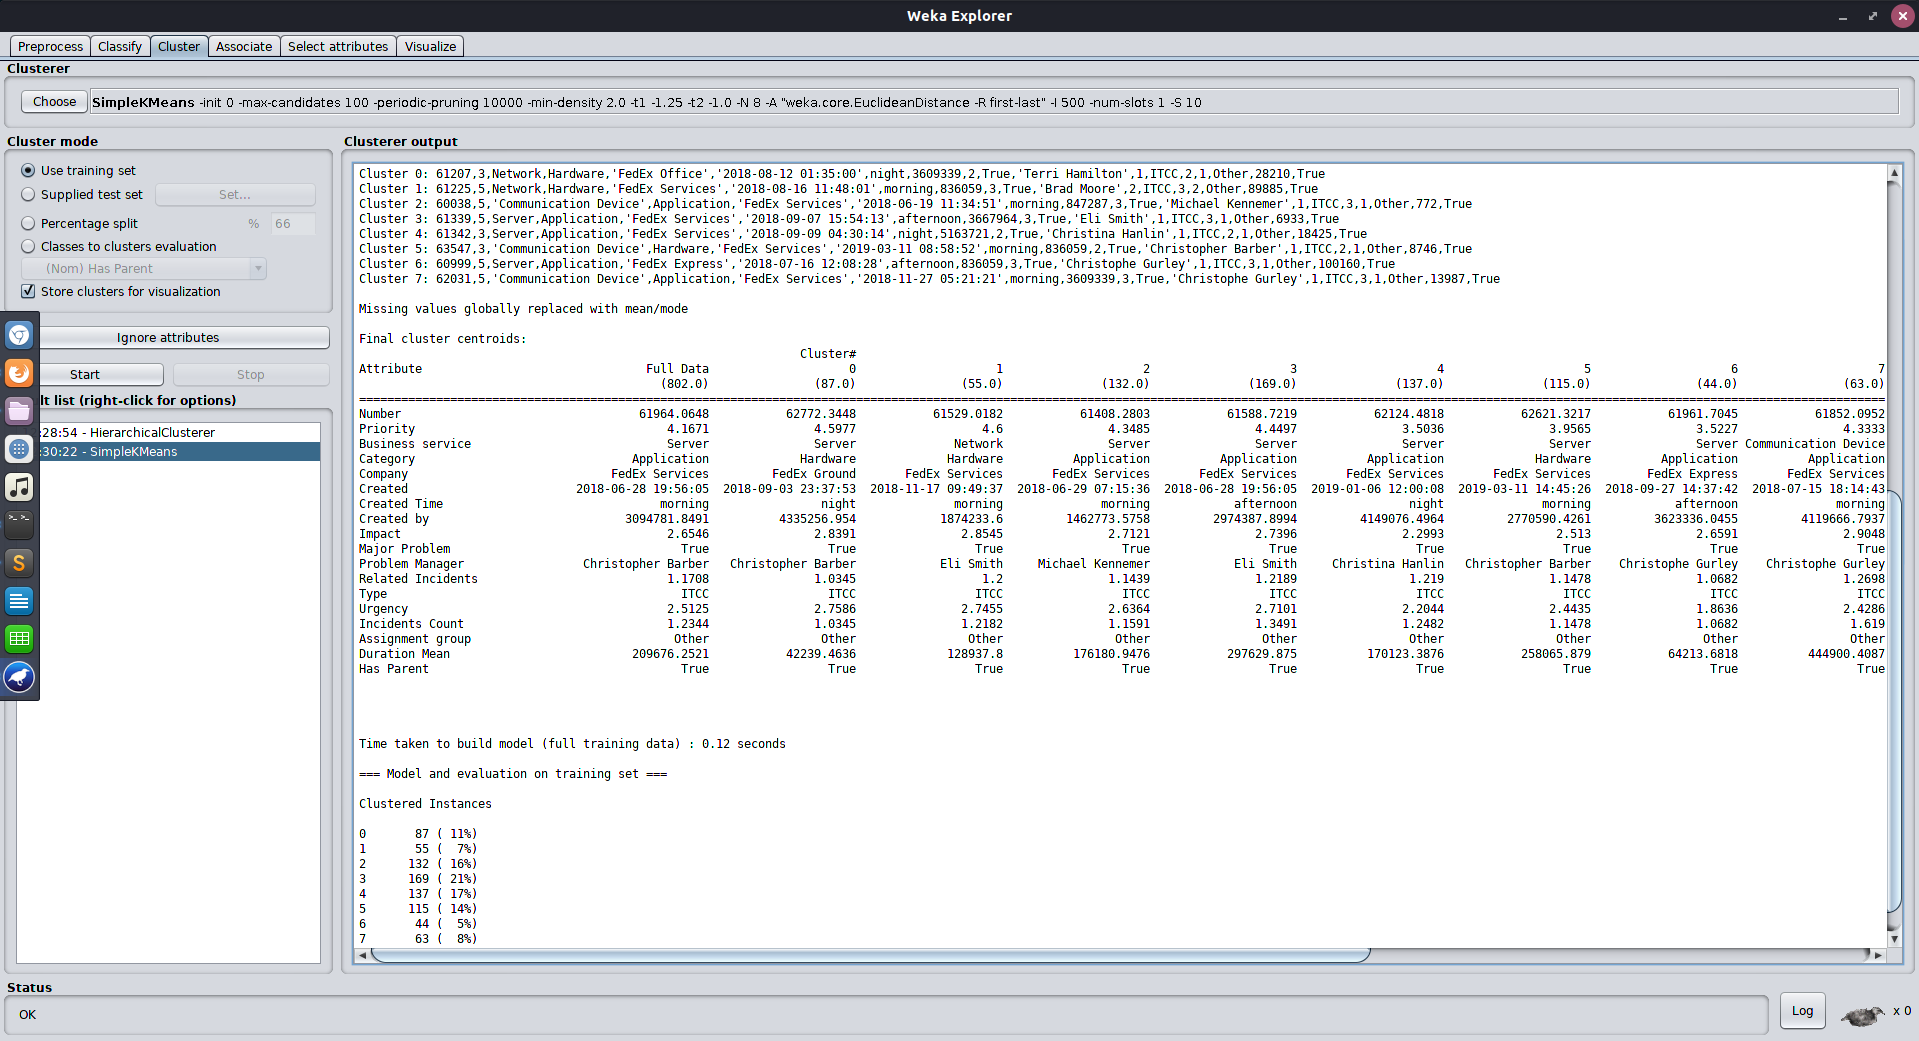 Weka Explorer
Preprocess Classify Cluster Associate Select attributes Visualize
Clusterer
Choose SimpleKMeans -init 0 -max-candidates 100 -periodic-pruning 10000 -min-density 2.0 -t1 -1.25 -t2 -1.0 -N 8 -A "weka.core.EuclideanDistance -R first-last" -I 500 -num-slots 1 -S 10
Cluster mode
Use training set
Supplied test set Set...
Percentage split % 66
Classes to clusters evaluation
(Nom) Has Parent
Store clusters for visualization
Ignore attributes
Start Stop
lt list (right-click for options)
:28:54 - HierarchicalClusterer
:30:22 - SimpleKMeans
Clusterer output
Cluster 0: 61207,3,Network,Hardware,'FedEx Office','2018-08-12 01:35:00',night,3609339,2,True,'Terri Hamilton',1,ITCC,2,1,Other,28210,True
Cluster 1: 61225,5,Network,Hardware,'FedEx Services','2018-08-16 11:48:01',morning,836059,3,True,'Brad Moore',2,ITCC,3,2,Other,89885,True
Cluster 2: 60038,5,'Communication Device',Application,'FedEx Services','2018-06-19 11:34:51',morning,847287,3,True,'Michael Kennemer',1,ITCC,3,1,Other,772,True
Cluster 3: 61339,5,Server,Application,'FedEx Services','2018-09-07 15:54:13',afternoon,3667964,3,True,'Eli Smith',1,ITCC,3,1,Other,6933,True
Cluster 4: 61342,3,Server,Application,'FedEx Services','2018-09-09 04:30:14',night,5163721,2,True,'Christina Hanlin',1,ITCC,2,1,Other,18425,True
Cluster 5: 63547,3,'Communication Device',Hardware,'FedEx Services','2019-03-11 08:58:52',morning,836059,2,True,'Christopher Barber',1,ITCC,2,1,Other,8746,True
Cluster 6: 60999,5,Server,Application,'FedEx Express','2018-07-16 12:08:28',afternoon,836059,3,True,'Christophe Gurley',1,ITCC,3,1,Other,100160,True
Cluster 7: 62031,5,'Communication Device',Application,'FedEx Services','2018-11-27 05:21:21',morning,3609339,3,True,'Christophe Gurley',1,ITCC,3,1,Other,13987,True
Missing values globally replaced with mean/mode
Final cluster centroids:
Cluster#
Attribute Full Data 0 1 2 3 4 5 6 7
(802.0) (87.0) (55.0) (132.0) (169.0) (137.0) (115.0) (44.0) (63.0)
Number 61964.0648 62772.3448 61529.0182 61408.2803 61588.7219 62124.4818 62621.3217 61961.7045 61852.0952
Priority 4.1671 4.5977 4.6 4.3485 4.4497 3.5036 3.9565 3.5227 4.3333
Business service Server Server Network Server Server Server Server Server Communication Device
Category Application Hardware Hardware Application Application Application Hardware Application Application
Company FedEx Services FedEx Ground FedEx Services FedEx Services FedEx Services FedEx Services FedEx Services FedEx Express FedEx Services
Created 2018-06-28 19:56:05 2018-09-03 23:37:53 2018-11-17 09:49:37 2018-06-29 07:15:36 2018-06-28 19:56:05 2019-01-06 12:00:08 2019-03-11 14:45:26 2018-09-27 14:37:42 2018-07-15 18:14:43
Created Time morning night morning morning afternoon night morning afternoon morning
Created by 3094781.8491 4335256.954 1874233.6 1462773.5758 2974387.8994 4149076.4964 2770590.4261 3623336.0455 4119666.7937
Impact 2.6546 2.8391 2.8545 2.7121 2.7396 2.2993 2.513 2.6591 2.9048
Major Problem True True True True True True True True True
Problem Manager Christopher Barber Christopher Barber Eli Smith Michael Kennemer Eli Smith Christina Hanlin Christopher Barber Christophe Gurley Christophe Gurley
Related Incidents 1.1708 1.0345 1.2 1.1439 1.2189 1.219 1.1478 1.0682 1.2698
Type ITCC ITCC ITCC ITCC ITCC ITCC ITCC ITCC ITCC
Urgency 2.5125 2.7586 2.7455 2.6364 2.7101 2.2044 2.4435 1.8636 2.4286
Incidents Count 1.2344 1.0345 1.2182 1.1591 1.3491 1.2482 1.1478 1.0682 1.619
Assignment group Other Other Other Other Other Other Other Other Other
Duration Mean 209676.2521 42239.4636 128937.8 176180.9476 297629.875 170123.3876 258065.879 64213.6818 444900.4087
Has Parent True True True True True True True True True
Time taken to build model (full training data) : 0.12 seconds
=== Model and evaluation on training set ===
Clustered Instances
0 87 ( 11%)
1 55 ( 7%)
2 132 ( 16%)
3 169 ( 21%)
4 137 ( 17%)
5 115 ( 14%)
6 44 ( 5%)
7 63 ( 8%)
Status
OK
Log x 0